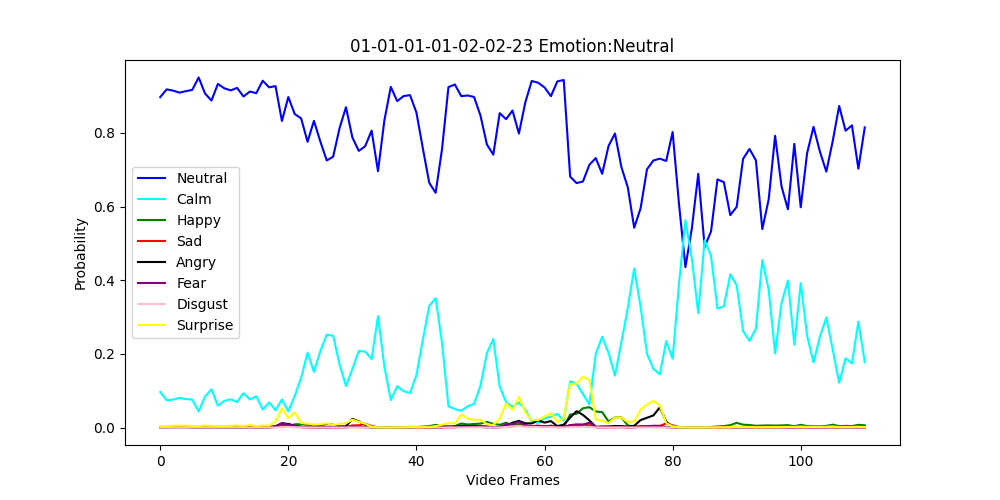 01-01-01-01-02-02-23 Emotion:Neutral
Probability
0.8
0.6
0.4
0.2
0.0
Neutral
Calm
Happy
Sad
Angry
Fear
Disgust
Surprise
0 20 40 60 80 100
Video Frames